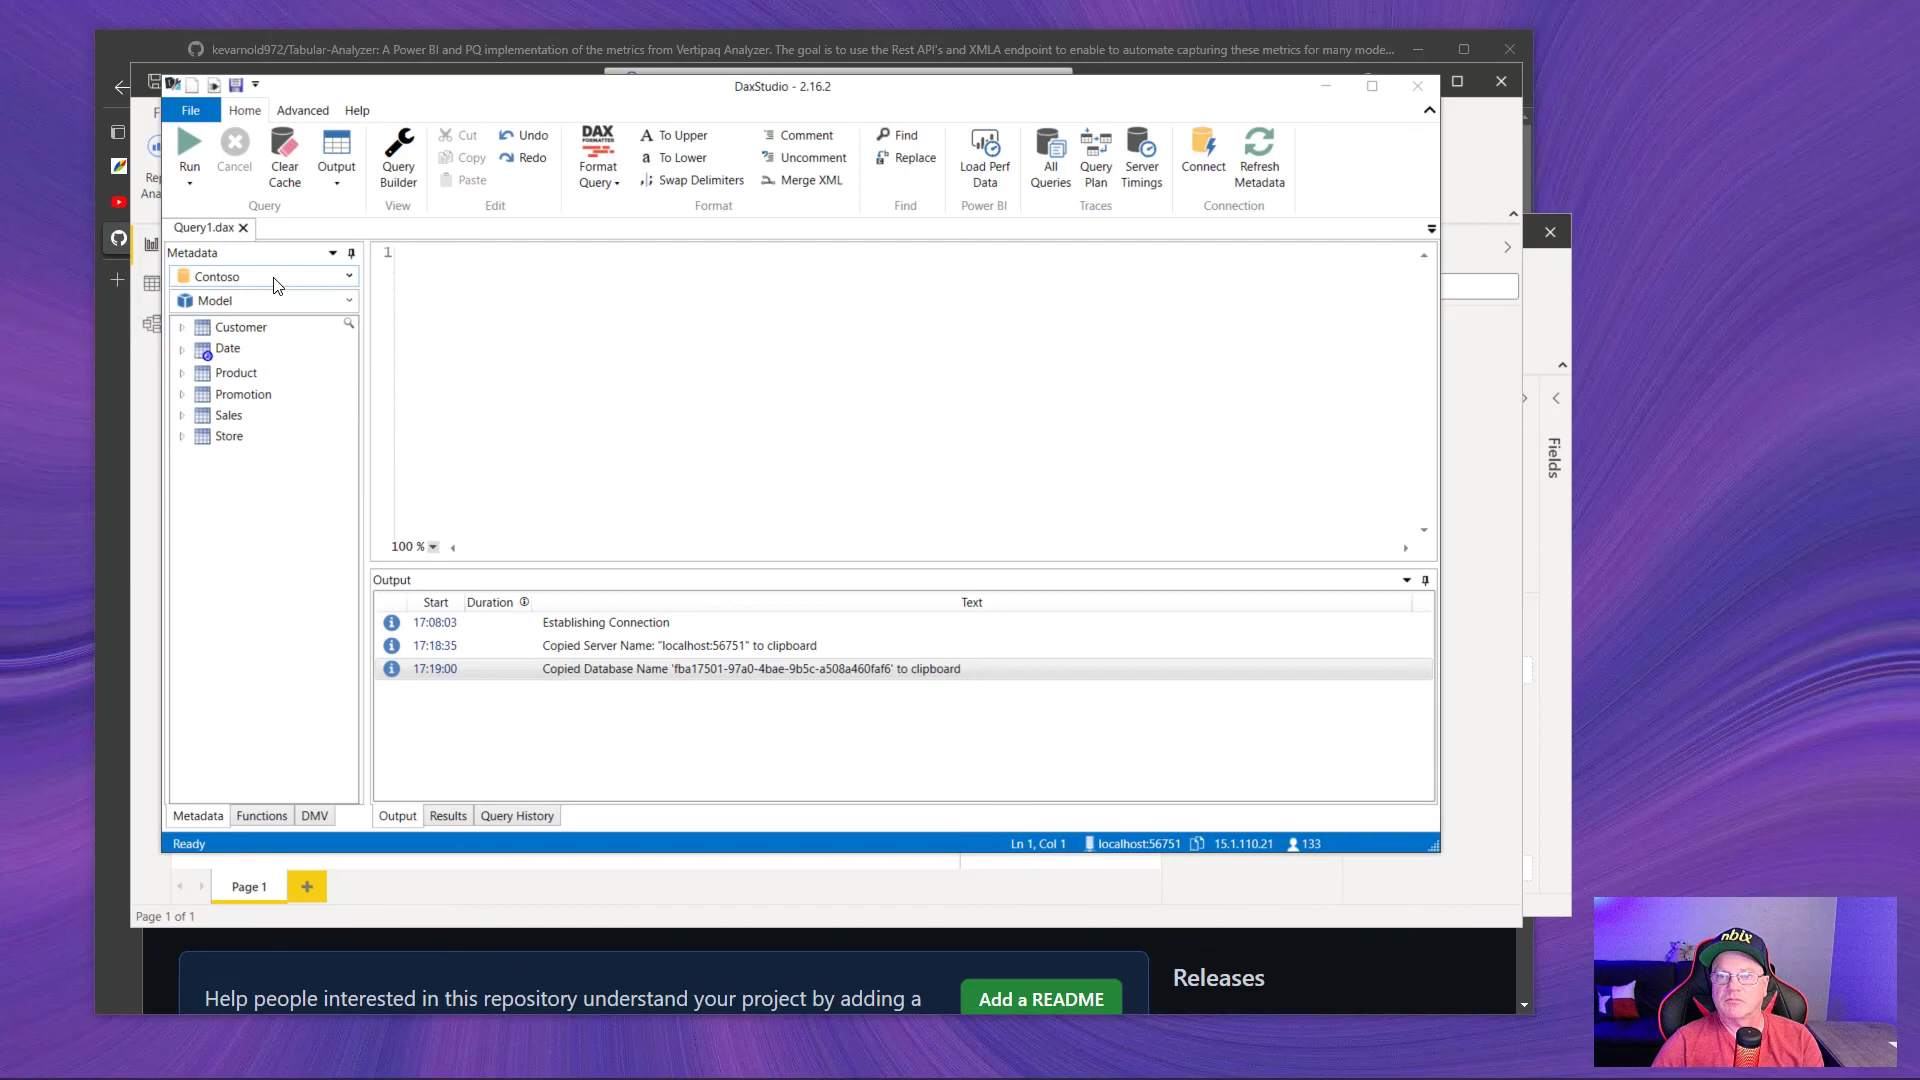 kevarnold972/Tabular-Analyzer: A Power BI and PQ implementation of the metrics from Vertipaq Analyzer. The goal is to use the Rest API's and XMLA endpoint to enable to automate capturing these metrics for many mode...
DaxStudio - 2.16.2
File Home Advanced Help
Run
Cancel
Clear Cache
Output
Query
Query Builder
View
Cut
Copy
Paste
Undo
Redo
Edit
DAX FORMATTER
Format Query
To Upper
To Lower
Swap Delimiters
Comment
Uncomment
Merge XML
Format
Find
Replace
Find
Load Perf Data
Power BI
All Queries
Query Plan
Server Timings
Traces
Connect
Refresh Metadata
Connection
Query1.dax
Metadata
Contoso
Model
Customer
Date
Product
Promotion
Sales
Store
1
100 %
Output
Start Duration Text
17:08:03 Establishing Connection
17:18:35 Copied Server Name: "localhost:56751" to clipboard
17:19:00 Copied Database Name 'fba17501-97a0-4bae-9b5c-a508a460faf6' to clipboard
Metadata Functions DMV
Output Results Query History
Ready Ln 1, Col 1 localhost:56751 15.1.110.21 133
Fields
Page 1
Page 1 of 1
Help people interested in this repository understand your project by adding a
Add a README
Releases
nbix